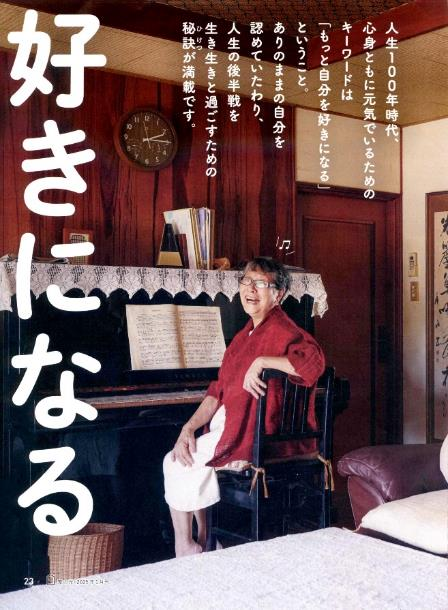 好きになる
人生100年時代、
心身ともに元気でいるための
キーワードは
「もっと自分を好きになる」
ということ。
ありのままの自分を
認めていたわり、
人生の後半戦を
生き生きと過ごすための
秘訣が満載です。
ひけつ
23